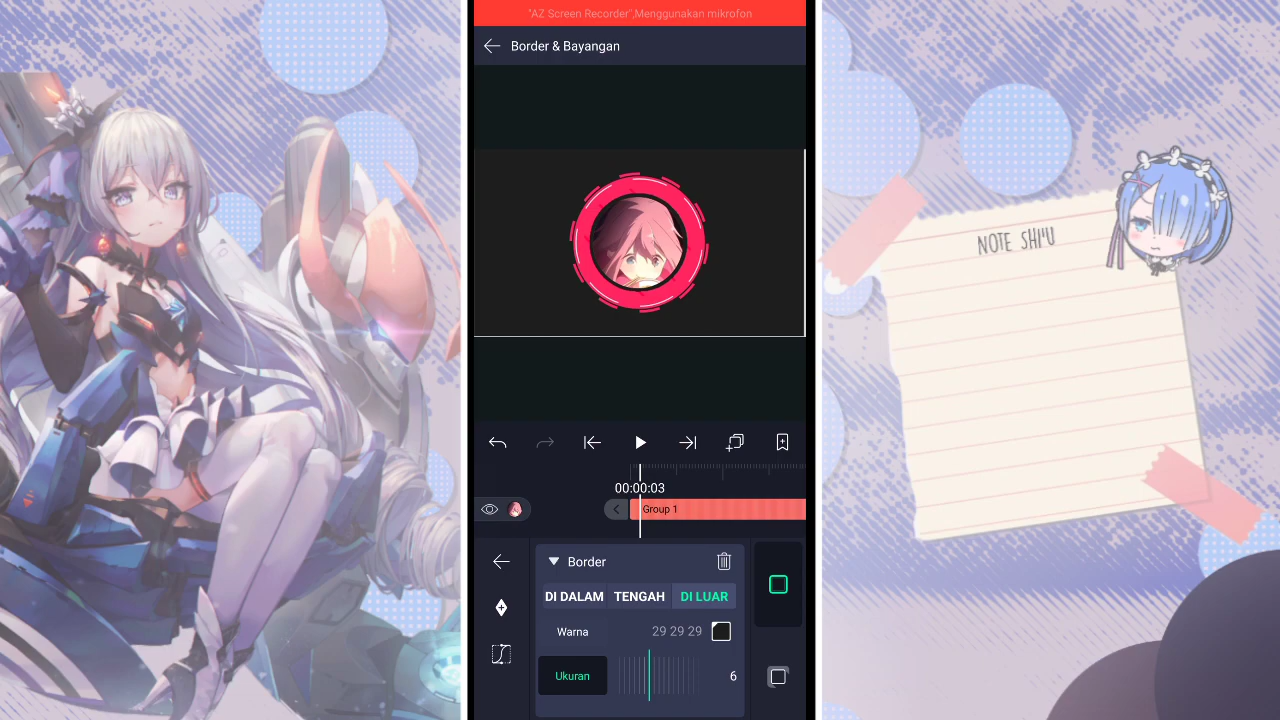 "AZ Screen Recorder",Menggunakan mikrofon
Border & Bayangan
NOTE SHI'U
00:00:03
Group 1
Border
DI DALAM TENGAH DI LUAR
Warna 29 29 29
Ukuran 6